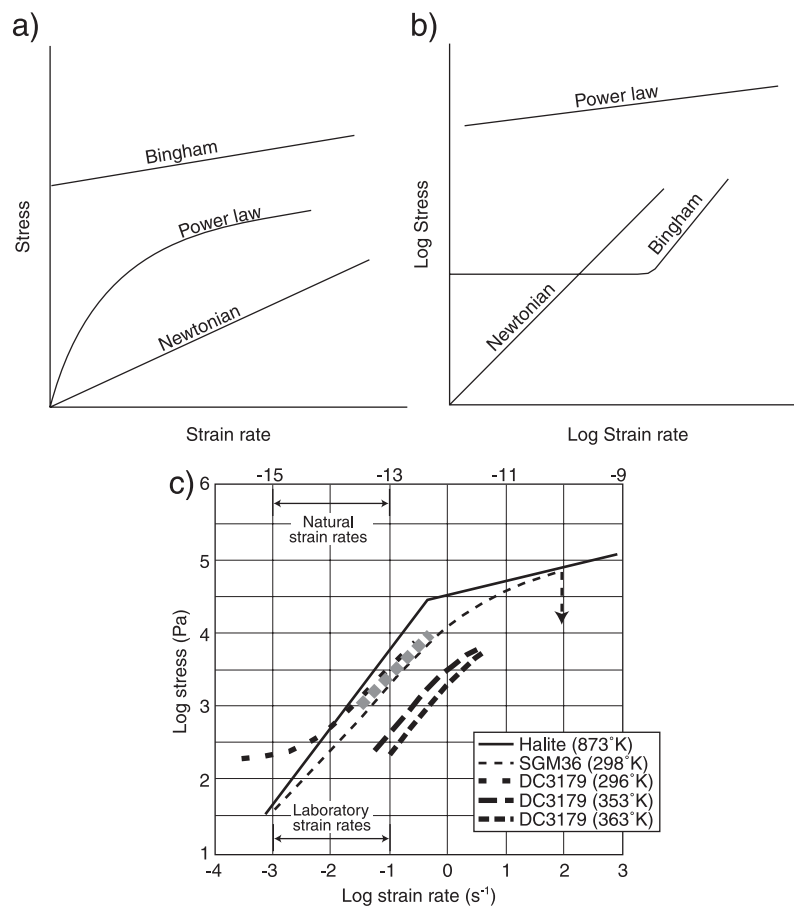 a)
Stress
Bingham
Power law
Newtonian
Strain rate
b)
Log Stress
Power law
Bingham
Newtonian
Log Strain rate
c)
-15 -13 -11 -9
Natural
strain rates
Log stress (Pa)
6
5
4
3
2
1
Laboratory
strain rates
Halite (873°K)
SGM36 (298°K)
DC3179 (296°K)
DC3179 (353°K)
DC3179 (363°K)
-4 -3 -2 -1 0 1 2 3
Log strain rate (s⁻¹)